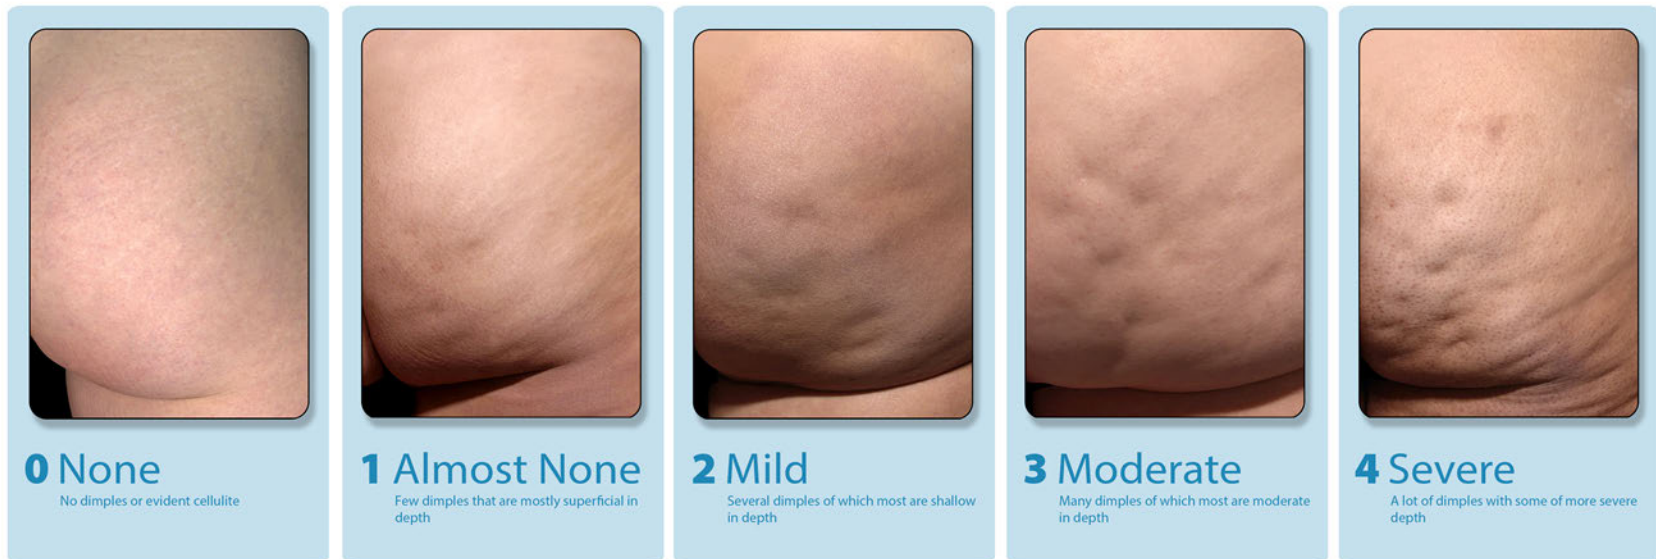 0 None
No dimples or evident cellulite
1 Almost None
Few dimples that are mostly superficial in
depth
2 Mild
Several dimples of which most are shallow
in depth
3 Moderate
Many dimples of which most are moderate
in depth
4 Severe
A lot of dimples with some of more severe
depth